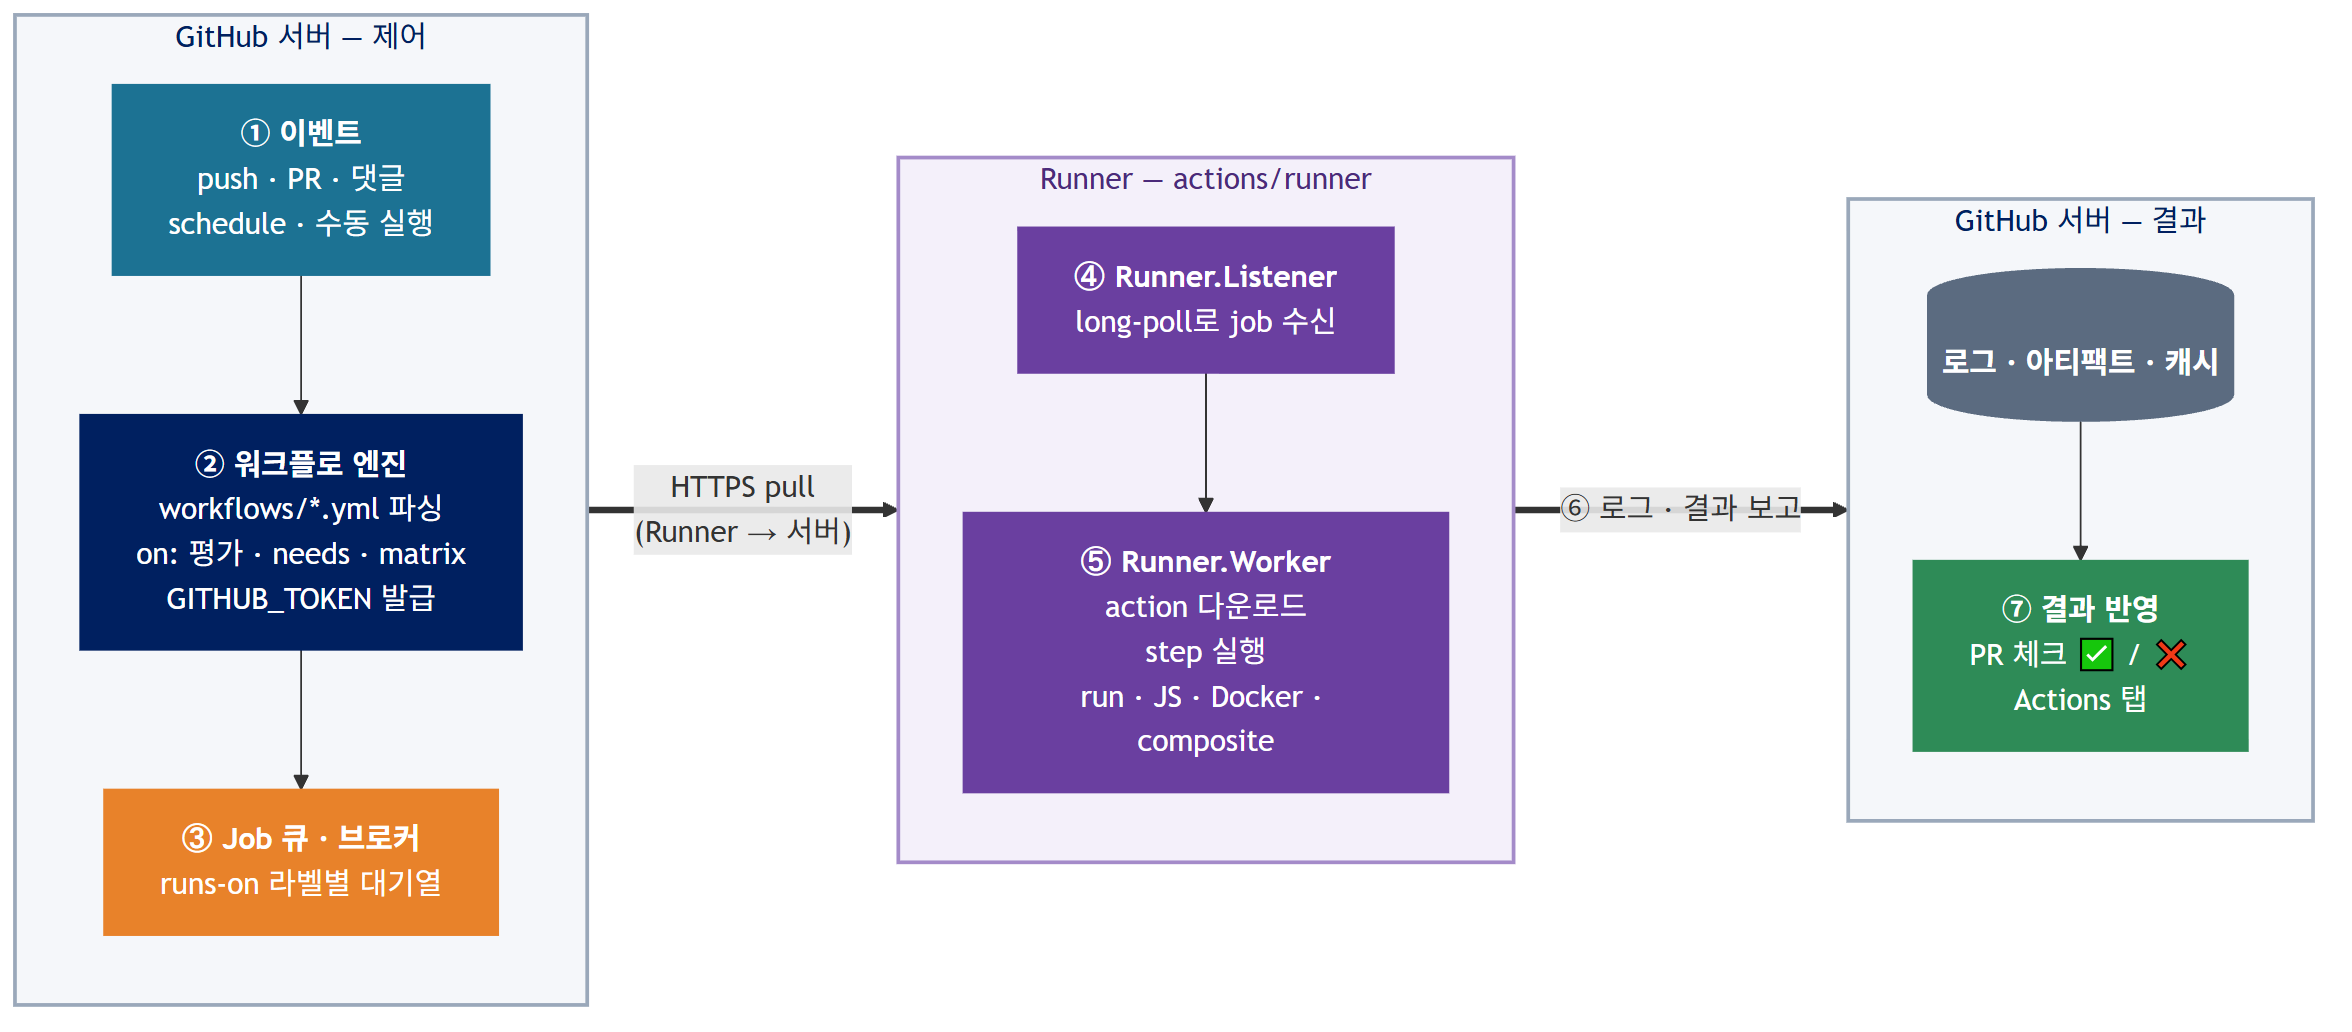 GitHub 서버 — 제어
① 이벤트
push · PR · 댓글
schedule · 수동 실행
② 워크플로 엔진
workflows/*.yml 파싱
on: 평가 · needs · matrix
GITHUB_TOKEN 발급
③ Job 큐 · 브로커
runs-on 라벨별 대기열
HTTPS pull
(Runner → 서버)
Runner — actions/runner
④ Runner.Listener
long-poll로 job 수신
⑤ Runner.Worker
action 다운로드
step 실행
run · JS · Docker ·
composite
⑥ 로그 · 결과 보고
GitHub 서버 — 결과
로그 · 아티팩트 · 캐시
⑦ 결과 반영
PR 체크 ✅ / ❌
Actions 탭